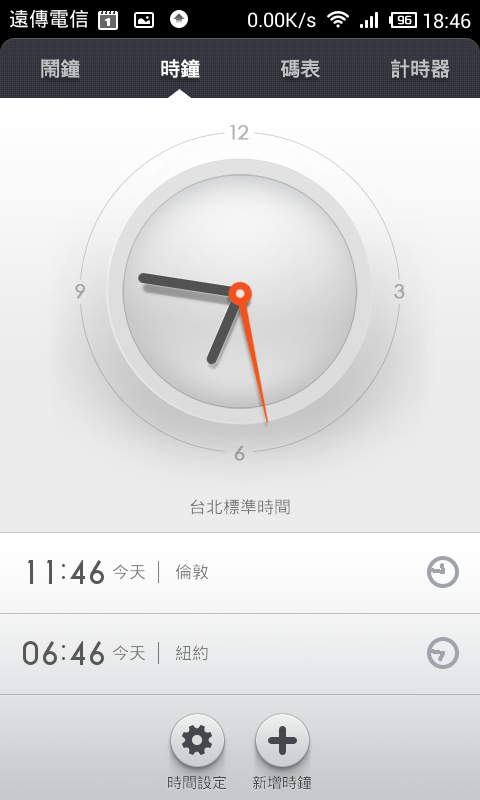 遠傳電信 1 0.00K/s 96 18:46
鬧鐘 時鐘 碼表 計時器
12
9 3
6
台北標準時間
11:46 今天 | 倫敦
06:46 今天 | 紐約
時間設定 新增時鐘